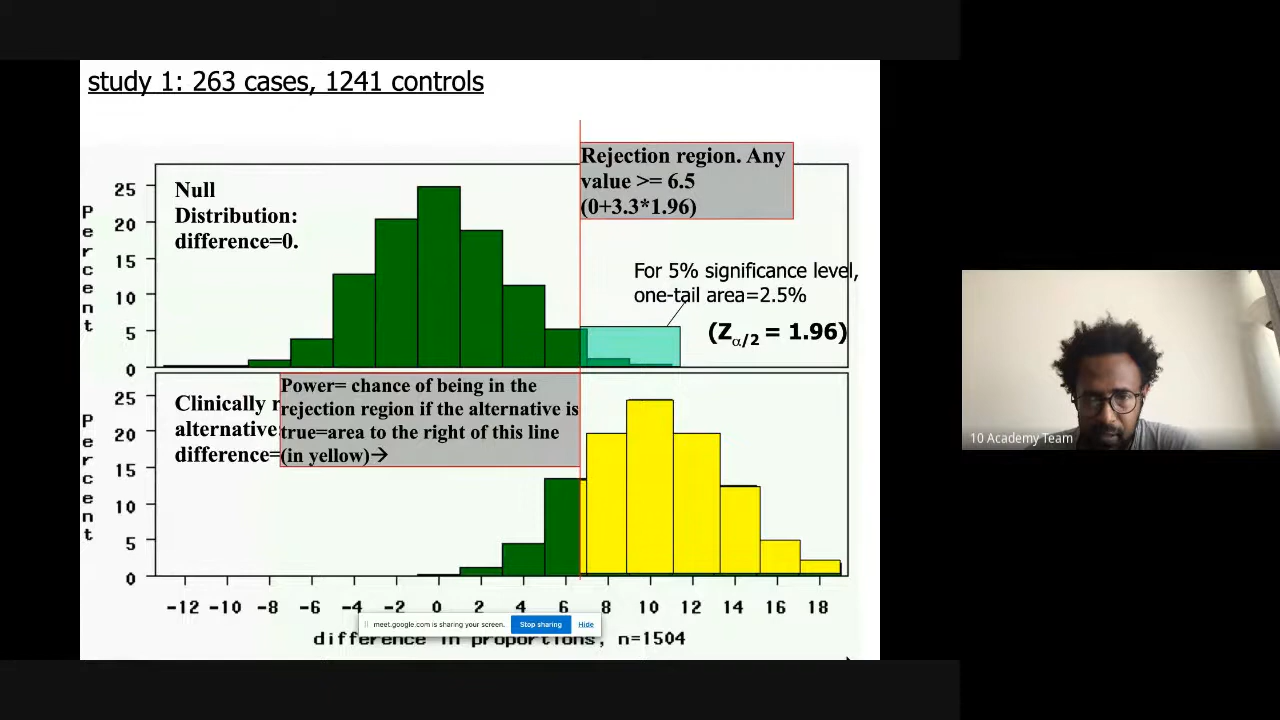 study 1: 263 cases, 1241 controls
Rejection region. Any
value >= 6.5
(0+3.3*1.96)
Null
Distribution:
difference=0.
For 5% significance level,
one-tail area=2.5%
(Zα/2 = 1.96)
Percent
25
20
15
10
5
0
Power= chance of being in the
rejection region if the alternative is
true=area to the right of this line
(in yellow)→
Clinically r
alternative:
difference=
Percent
25
20
15
10
5
0
-12 -10 -8 -6 -4 -2 0 2 4 6 8 10 12 14 16 18
meet.google.com is sharing your screen. Stop sharing Hide
difference in proportions, n=1504
10 Academy Team